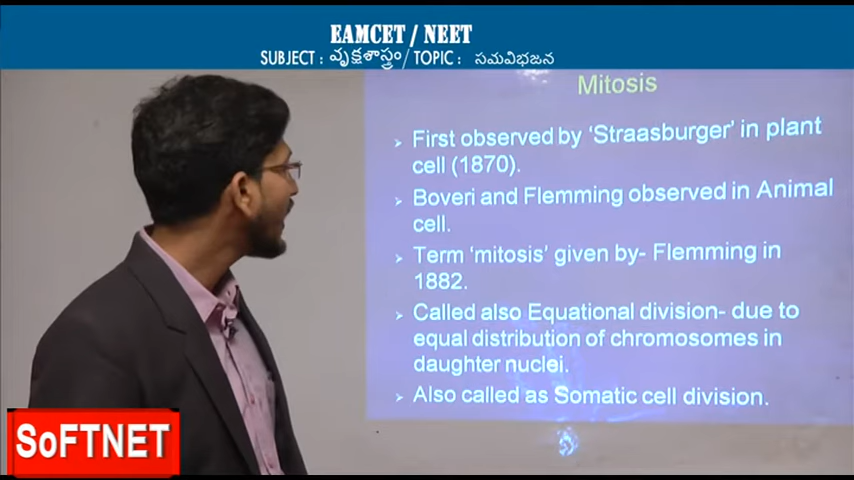 EAMCET / NEET
SUBJECT : వృక్షశాస్త్రం / TOPIC : సమవిభజన
Mitosis
➢ First observed by ‘Straasburger’ in plant
cell (1870).
➢ Boveri and Flemming observed in Animal
cell.
➢ Term ‘mitosis’ given by- Flemming in
1882.
➢ Called also Equational division- due to
equal distribution of chromosomes in
daughter nuclei.
➢ Also called as Somatic cell division.
SoFTNET